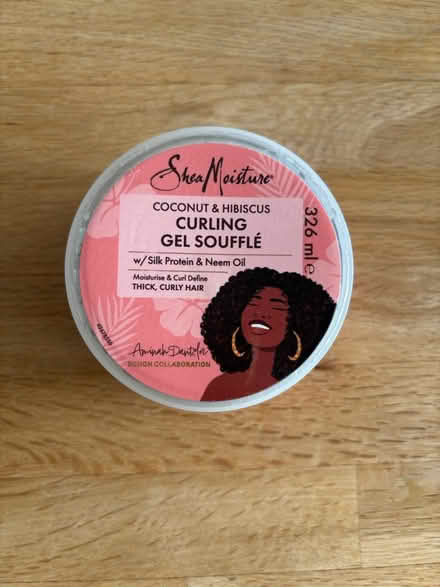 SheaMoisture®
COCONUT & HIBISCUS
CURLING
GEL SOUFFLÉ
w/Silk Protein & Neem Oil
Moisturise & Curl Define
THICK, CURLY HAIR
326 ml e
DESIGN COLLABORATION